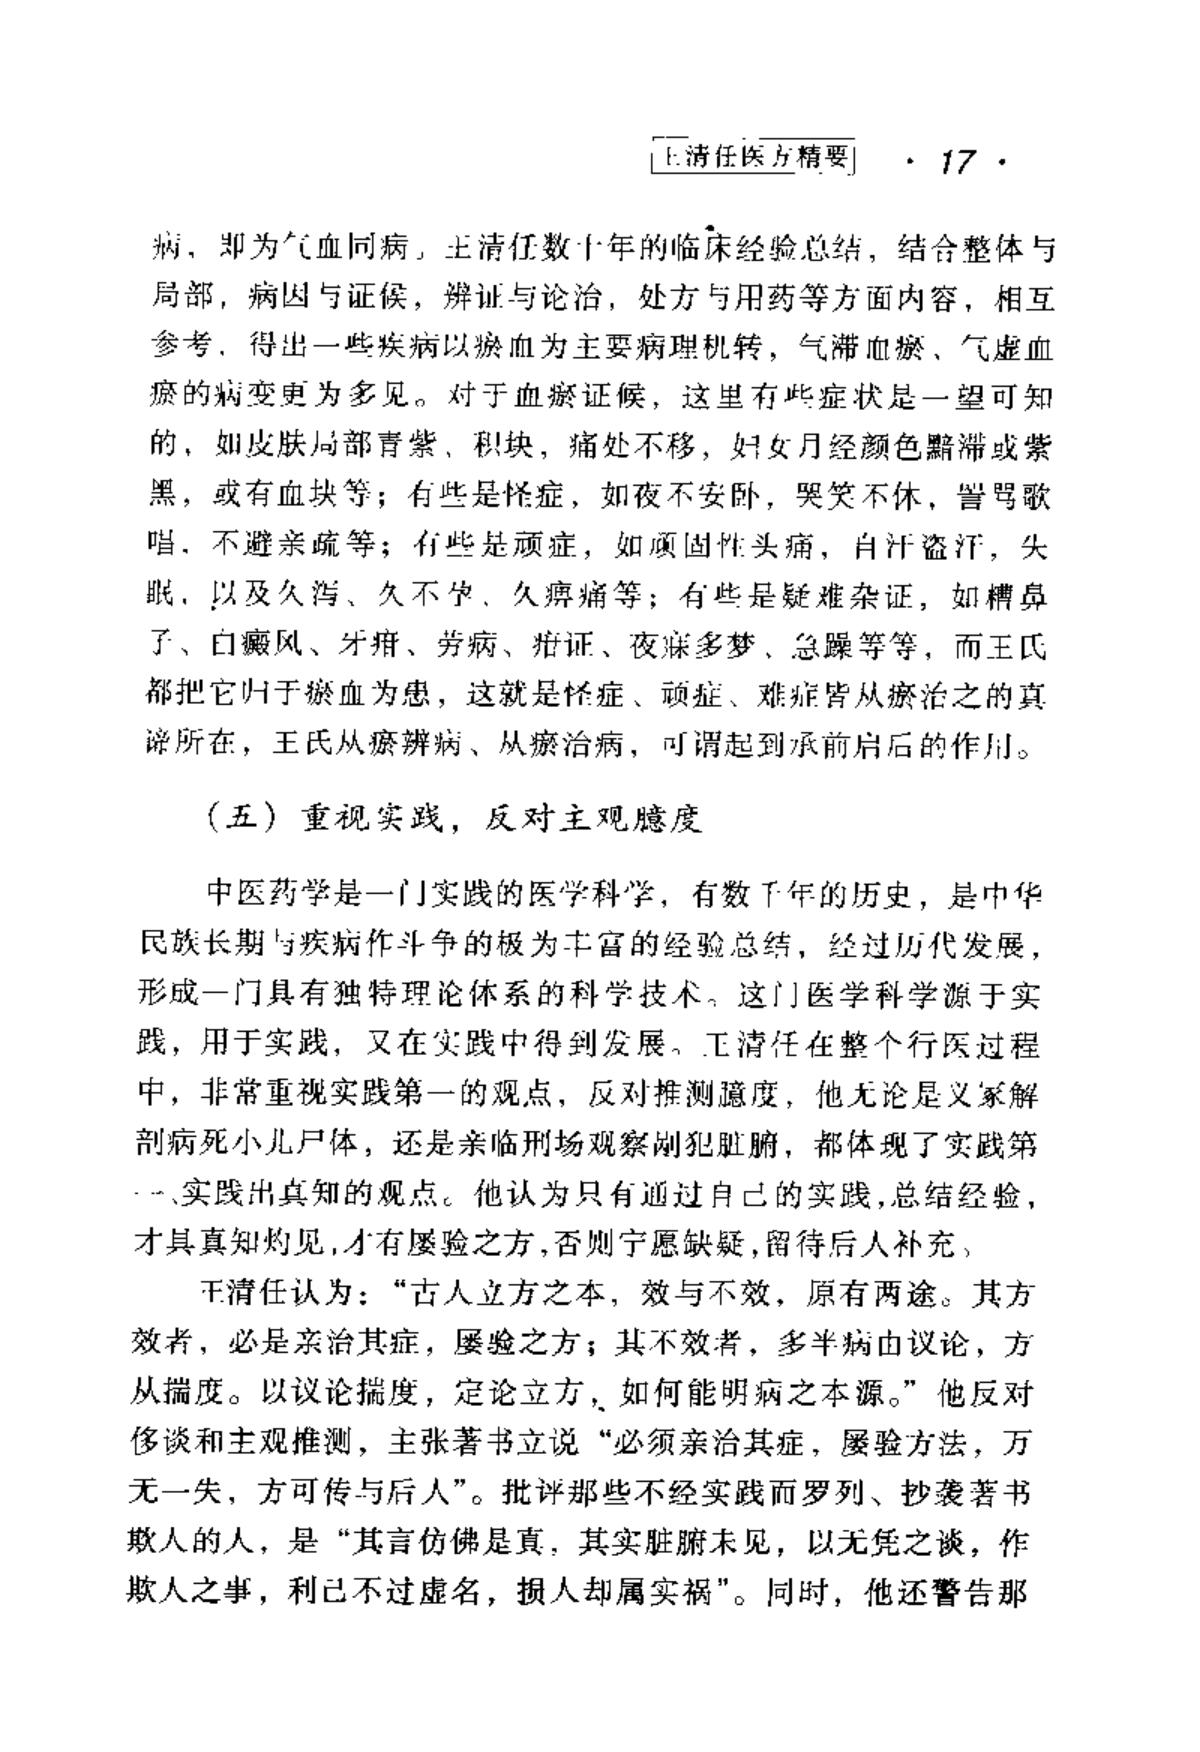 王清任医方精要 · 17 ·
病，即为气血同病。王清任数十年的临床经验总结，结合整体与
局部，病因与证候，辨证与论治，处方与用药等方面内容，相互
参考，得出一些疾病以瘀血为主要病理机转，气滞血瘀、气虚血
瘀的病变更为多见。对于血瘀证候，这里有些症状是一望可知
的，如皮肤局部青紫、积块，痛处不移，妇女月经颜色黯滞或紫
黑，或有血块等；有些是怪症，如夜不安卧，哭笑不休，詈骂歌
唱，不避亲疏等；有些是顽症，如顽固性头痛，自汗盗汗，失
眠，以及久泻、久不孕、久痹痛等；有些是疑难杂证，如糟鼻
子、白癜风、牙疳、劳病、疳证、夜寐多梦、急躁等等，而王氏
都把它归于瘀血为患，这就是怪症、顽症、难症皆从瘀治之的真
谛所在，王氏从瘀辨病、从瘀治病，可谓起到承前启后的作用。
（五）重视实践，反对主观臆度
中医药学是一门实践的医学科学，有数千年的历史，是中华
民族长期与疾病作斗争的极为丰富的经验总结，经过历代发展，
形成一门具有独特理论体系的科学技术。这门医学科学源于实
践，用于实践，又在实践中得到发展。王清任在整个行医过程
中，非常重视实践第一的观点，反对推测臆度，他无论是义冢解
剖病死小儿尸体，还是亲临刑场观察剐犯脏腑，都体现了实践第
一、实践出真知的观点。他认为只有通过自己的实践，总结经验，
才具真知灼见，才有屡验之方，否则宁愿缺疑，留待后人补充。
王清任认为：“古人立方之本，效与不效，原有两途。其方
效者，必是亲治其症，屡验之方；其不效者，多半病由议论，方
从揣度。以议论揣度，定论立方，如何能明病之本源。”他反对
侈谈和主观推测，主张著书立说“必须亲治其症，屡验方法，万
无一失，方可传与后人”。批评那些不经实践而罗列、抄袭著书
欺人的人，是“其言仿佛是真，其实脏腑未见，以无凭之谈，作
欺人之事，利己不过虚名，损人却属实祸”。同时，他还警告那